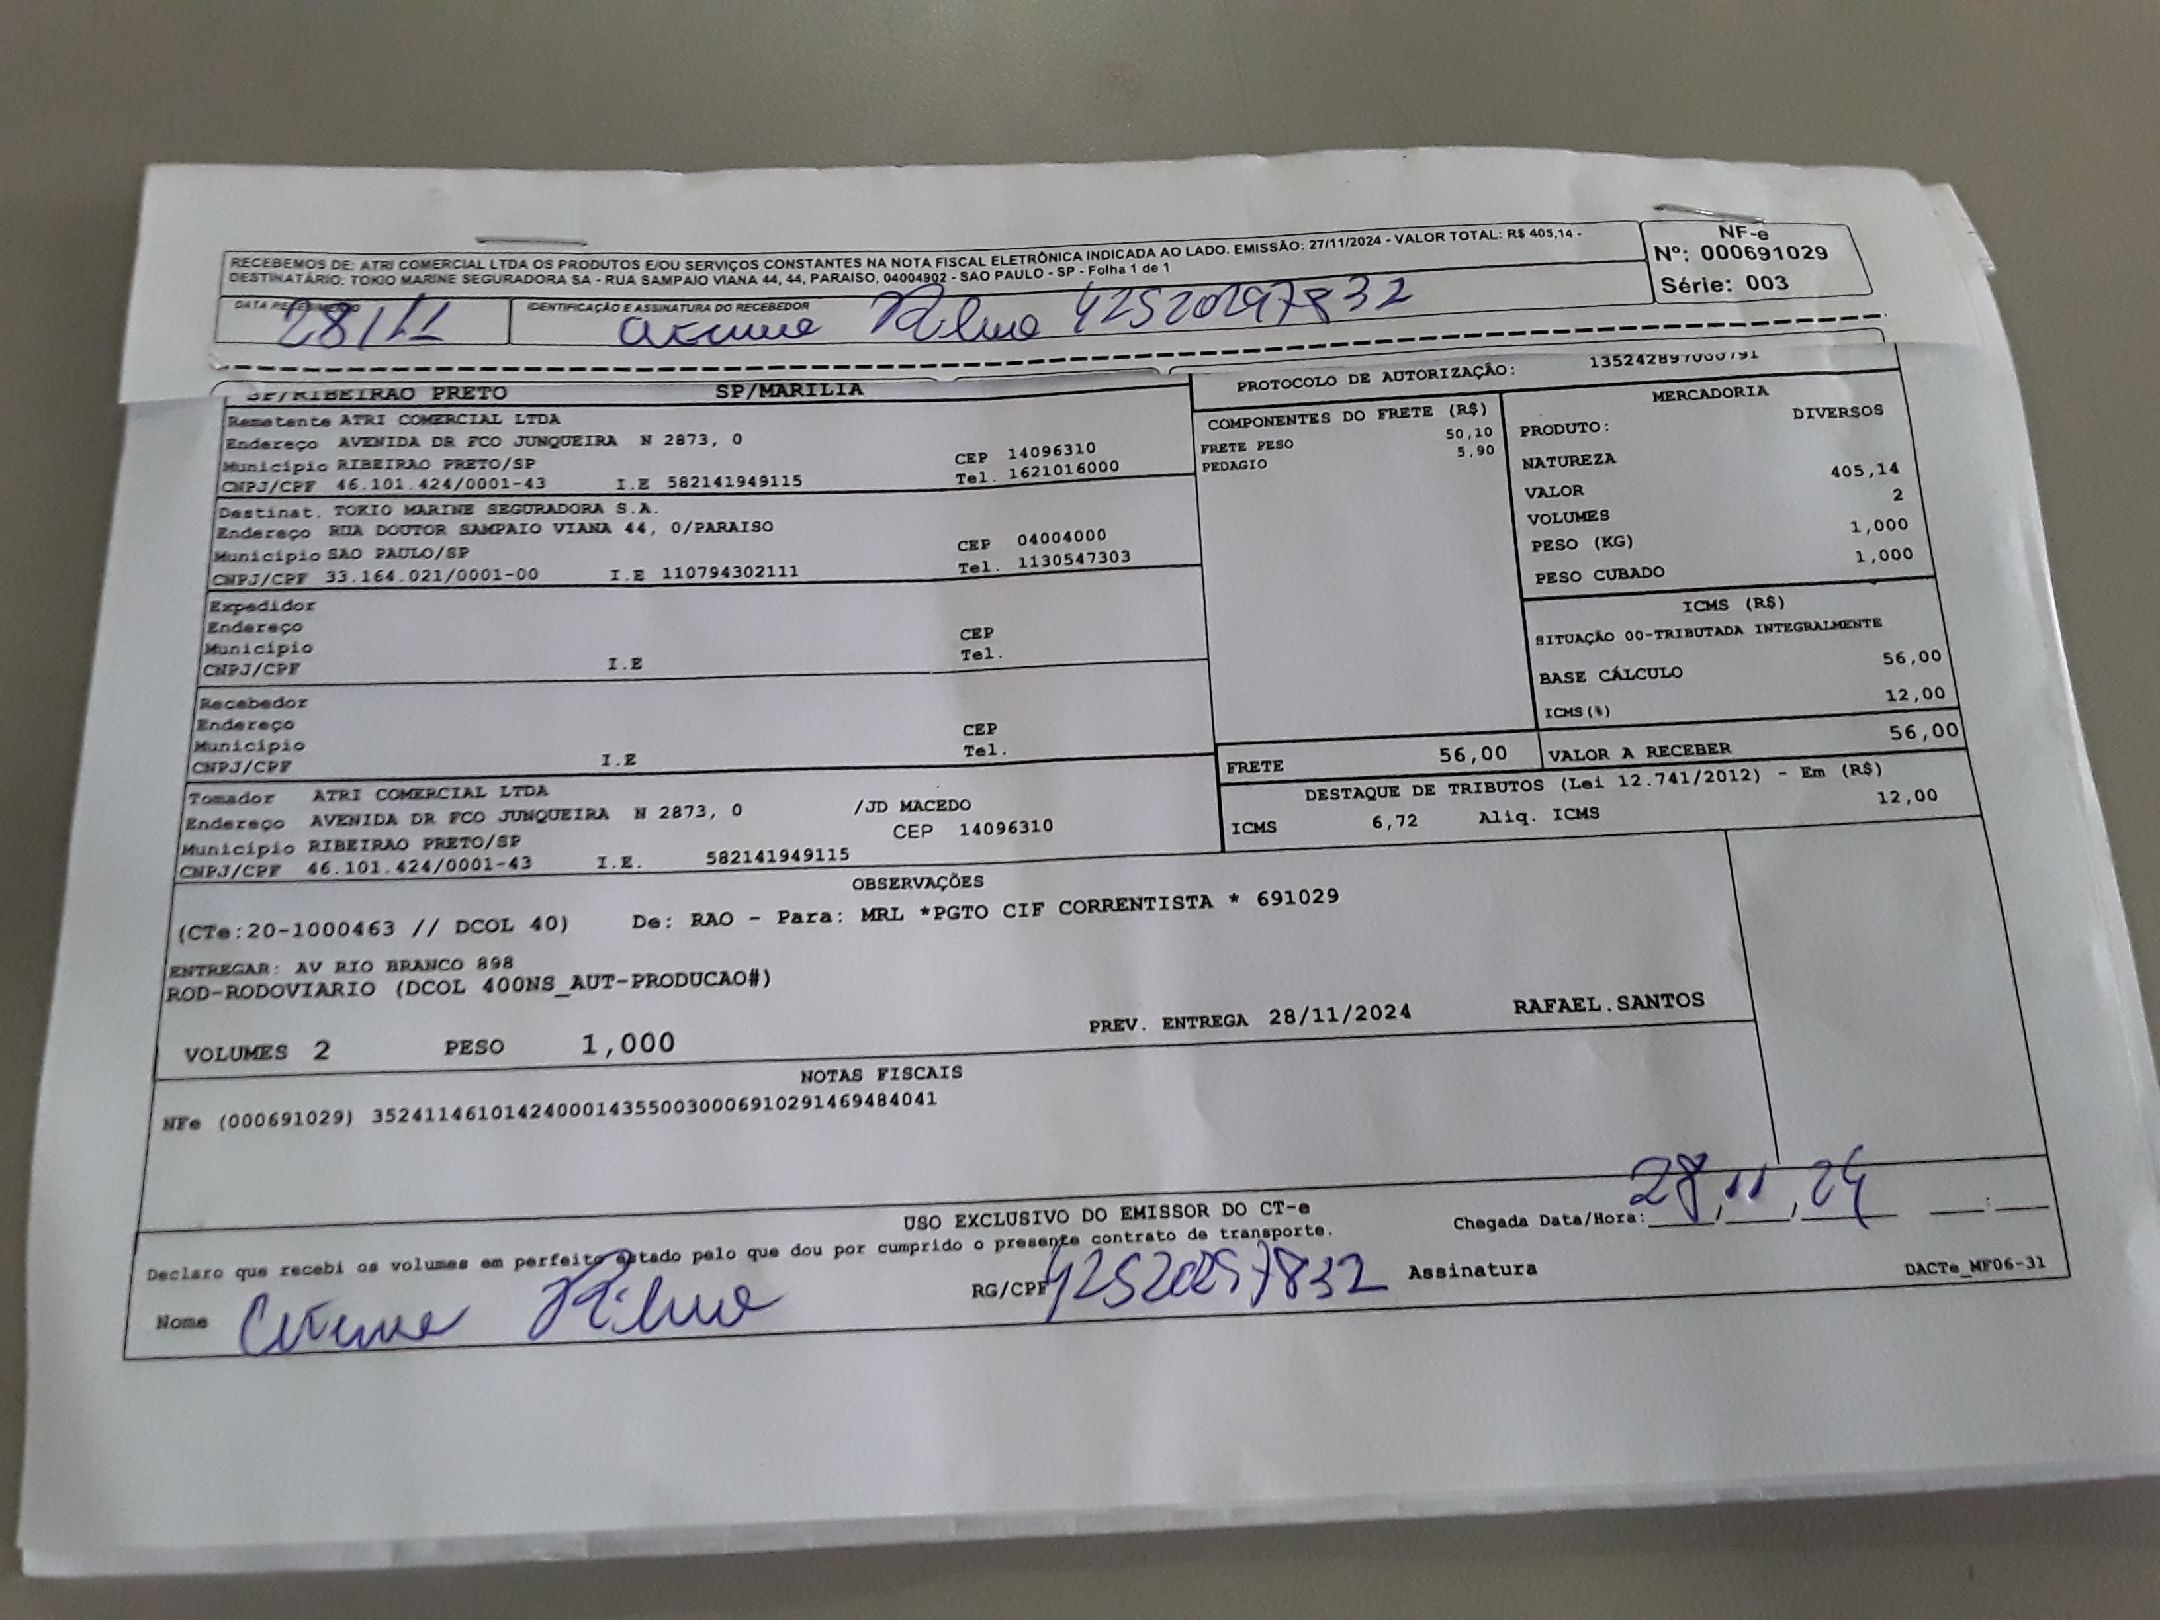 RECEBEMOS DE: ATRI COMERCIAL LTDA OS PRODUTOS E/OU SERVIÇOS CONSTANTES NA NOTA FISCAL ELETRÔNICA INDICADA AO LADO. EMISSÃO: 27/11/2024 - VALOR TOTAL: R$ 405,14 -
DESTINATÁRIO: TOKIO MARINE SEGURADORA SA - RUA SAMPAIO VIANA 44, 44, PARAISO, 04004902 - SAO PAULO - SP - Folha 1 de 1
NF-e
Nº: 000691029
Série: 003
DATA RECEBIMENTO
28/11
IDENTIFICAÇÃO E ASSINATURA DO RECEBEDOR
42520297832
SP/RIBEIRAO PRETO SP/MARILIA
Remetente ATRI COMERCIAL LTDA
Endereço AVENIDA DR FCO JUNQUEIRA N 2873, 0
Município RIBEIRAO PRETO/SP CEP 14096310
CNPJ/CPF 46.101.424/0001-43 I.E 582141949115 Tel. 1621016000
Destinat. TOKIO MARINE SEGURADORA S.A.
Endereço RUA DOUTOR SAMPAIO VIANA 44, 0/PARAISO
Município SAO PAULO/SP CEP 04004000
CNPJ/CPF 33.164.021/0001-00 I.E 110794302111 Tel. 1130547303
Expedidor
Endereço
Município CEP
CNPJ/CPF I.E Tel.
Recebedor
Endereço
Município CEP
CNPJ/CPF I.E Tel.
Tomador ATRI COMERCIAL LTDA
Endereço AVENIDA DR FCO JUNQUEIRA N 2873, 0 /JD MACEDO
Município RIBEIRAO PRETO/SP CEP 14096310
CNPJ/CPF 46.101.424/0001-43 I.E. 582141949115
PROTOCOLO DE AUTORIZAÇÃO: 135242897000791
COMPONENTES DO FRETE (R$)
FRETE PESO 50,10
PEDAGIO 5,90
MERCADORIA
PRODUTO: DIVERSOS
NATUREZA
VALOR 405,14
VOLUMES 2
PESO (KG) 1,000
PESO CUBADO 1,000
ICMS (R$)
SITUAÇÃO 00-TRIBUTADA INTEGRALMENTE
BASE CÁLCULO 56,00
ICMS(%) 12,00
FRETE 56,00 VALOR A RECEBER 56,00
DESTAQUE DE TRIBUTOS (Lei 12.741/2012) - Em (R$)
ICMS 6,72 Aliq. ICMS 12,00
OBSERVAÇÕES
(CTe:20-1000463 // DCOL 40) De: RAO - Para: MRL *PGTO CIF CORRENTISTA * 691029
ENTREGAR: AV RIO BRANCO 898
ROD-RODOVIARIO (DCOL 400NS_AUT-PRODUCAO#)
VOLUMES 2 PESO 1,000 PREV. ENTREGA 28/11/2024 RAFAEL.SANTOS
NOTAS FISCAIS
NFe (000691029) 35241146101424000143550030006910291469484041
USO EXCLUSIVO DO EMISSOR DO CT-e
Declaro que recebi os volumes em perfeito estado pelo que dou por cumprido o presente contrato de transporte.
Chegada Data/Hora: 28/11/24 :
Nome RG/CPF 42520297832 Assinatura
DACTe_MF06-31